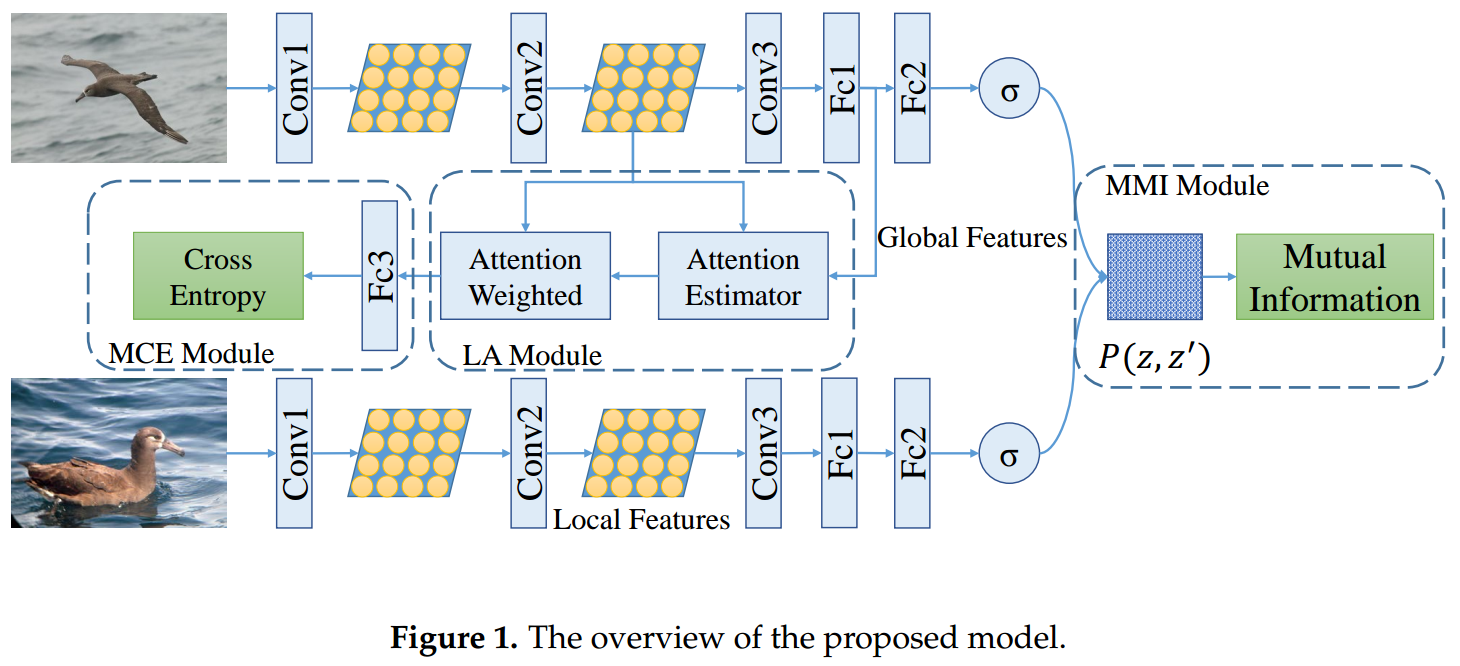 Conv1
Conv2
Conv3
Fc1
Fc2
σ
MMI Module
Global Features
Cross
Entropy
Fc3
Attention
Weighted
Attention
Estimator
Mutual
Information
MCE Module
LA Module
P(z, z′)
Conv1
Conv2
Conv3
Fc1
Fc2
σ
Local Features
Figure 1. The overview of the proposed model.